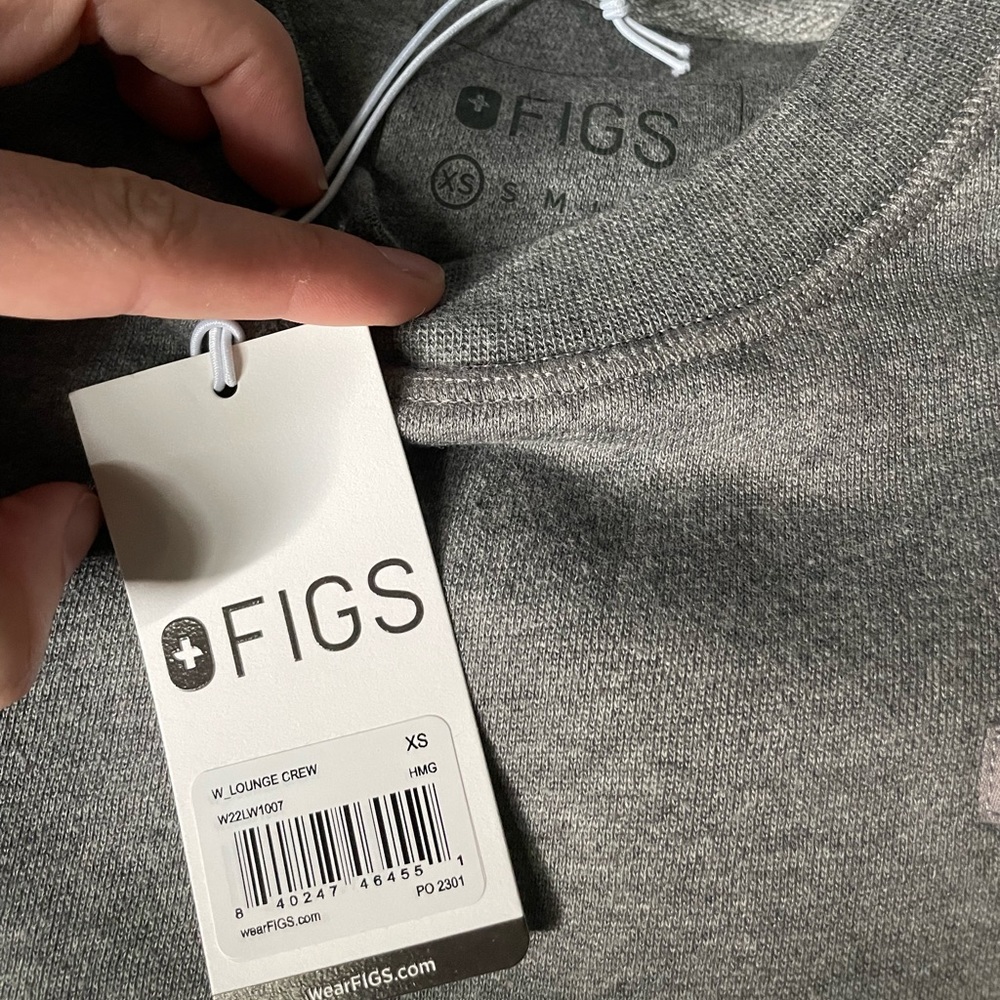 FIGS
XS S M
FIGS
XS
W_LOUNGE CREW HMG
W22LW1007
8 40247 46455 1
PO 2301
wearFIGS.com
wearFIGS.com